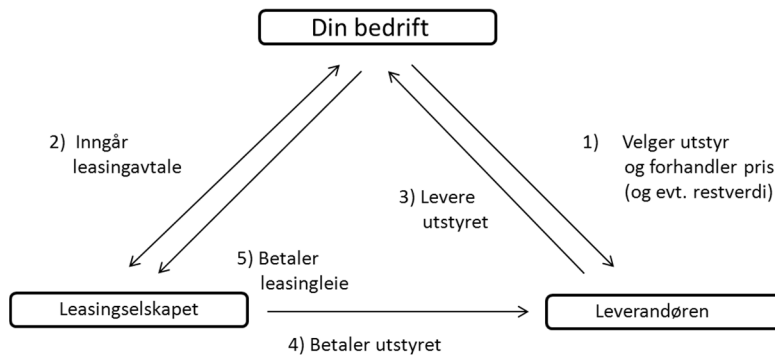 Din bedrift
2) Inngår
leasingavtale
1) Velger utstyr
og forhandler pris
(og evt. restverdi)
3) Levere
utstyret
5) Betaler
leasingleie
Leasingselskapet
Leverandøren
4) Betaler utstyret